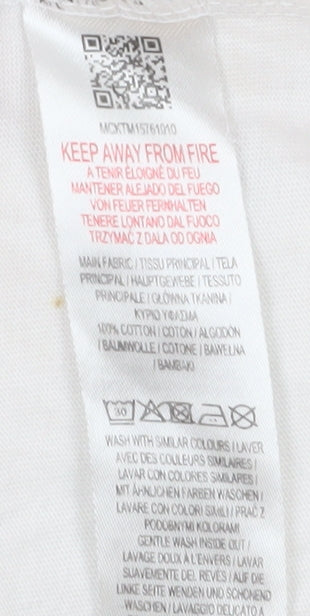 MCXTM15761010
KEEP AWAY FROM FIRE
A TENIR ÉLOIGNÉ DU FEU
MANTENER ALEJADO DEL FUEGO
VON FEUER FERNHALTEN
TENERE LONTANO DAL FUOCO
TRZYMAĆ Z DALA OD OGNIA
MAIN FABRIC / TISSU PRINCIPAL / TELA
PRINCIPAL / HAUPTGEWEBE / TESSUTO
PRINCIPALE / GŁÓWNA TKANINA /
ΚΥΡΙΟ ΥΦΑΣΜΑ
100% COTTON / COTON / ALGODÓN
/ BAUMWOLLE / COTONE / BAWEŁNA
/ ΒΑΜΒΑΚΙ
30
WASH WITH SIMILAR COLOURS / LAVER
AVEC DES COULEURS SIMILAIRES /
LAVAR CON COLORES SIMILARES /
MIT ÄHNLICHEN FARBEN WASCHEN /
LAVARE CON COLORI SIMILI / PRAĆ Z
PODOBNYMI KOLORAMI
GENTLE WASH INSIDE OUT /
LAVAGE DOUX À L'ENVERS / LAVAR
SUAVEMENTE DEL REVÉS / AUF DIE
LINKE SEITE WENDEN UND SCHONEND
WASCHEN / LAVAGGIO DELICATO